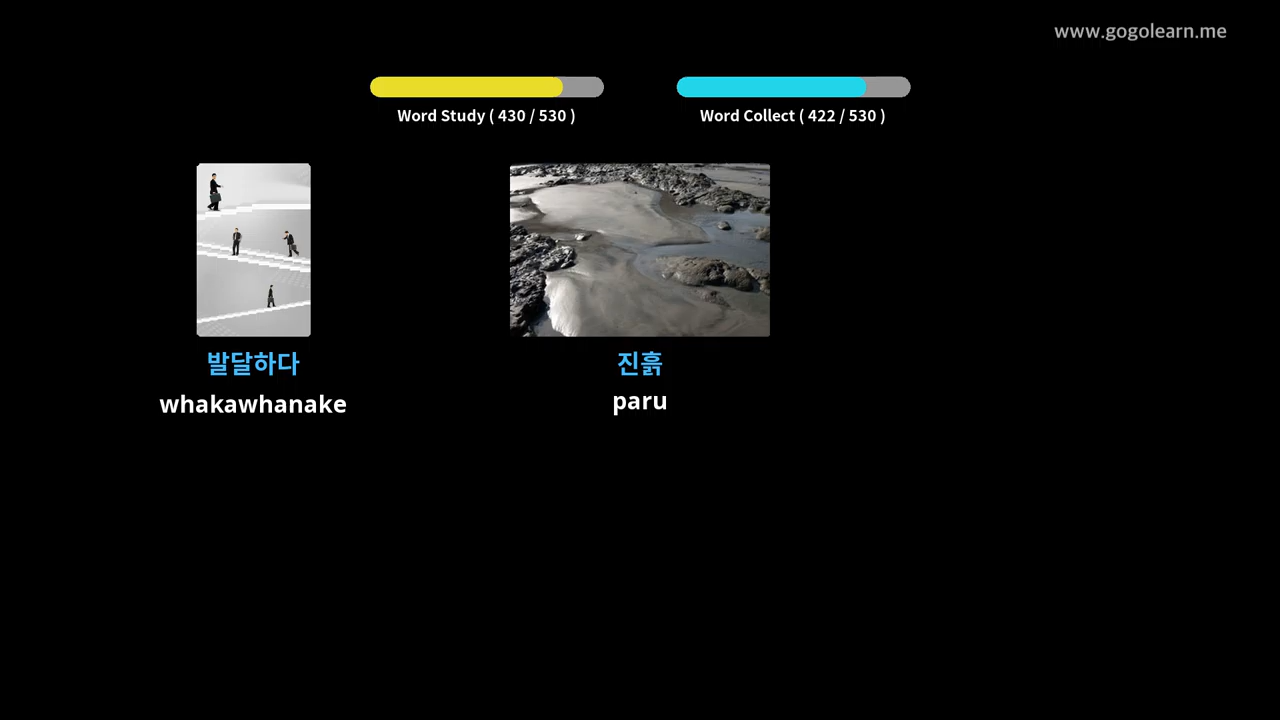 www.gogolearn.me
Word Study ( 430 / 530 )
Word Collect ( 422 / 530 )
발달하다
whakawhanake
진흙
paru